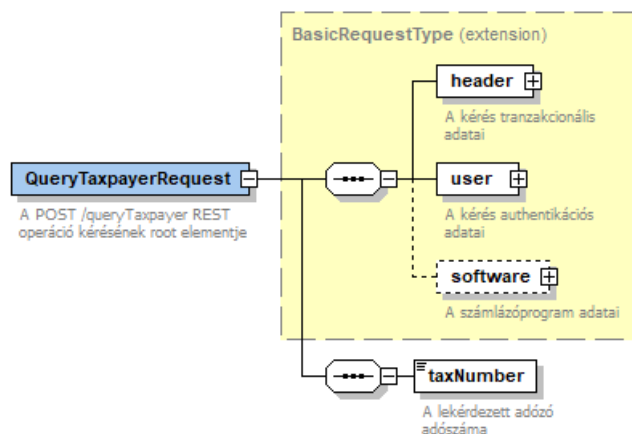 BasicRequestType (extension)
header
A kérés tranzakcionális
adatai
QueryTaxpayerRequest
A POST /queryTaxpayer REST
operáció kérésének root elementje
user
A kérés authentikációs
adatai
software
A számlázóprogram adatai
taxNumber
A lekérdezett adózó
adószáma